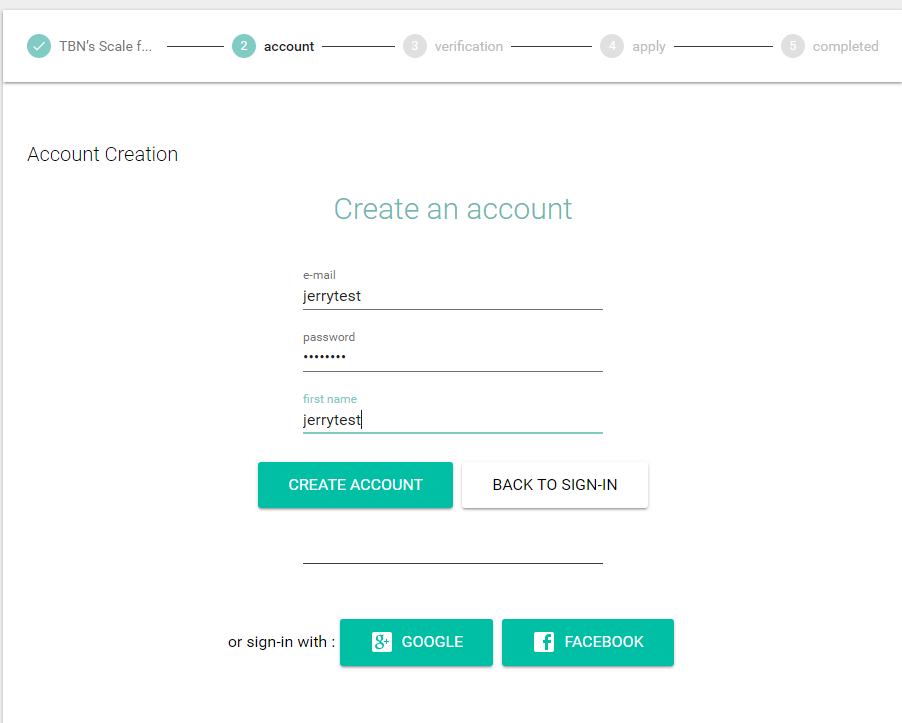 TBN’s Scale f... 2 account 3 verification 4 apply 5 completed
Account Creation
Create an account
e-mail
jerrytest
password
••••••••
first name
jerrytest
CREATE ACCOUNT BACK TO SIGN-IN
or sign-in with : g+ GOOGLE f FACEBOOK